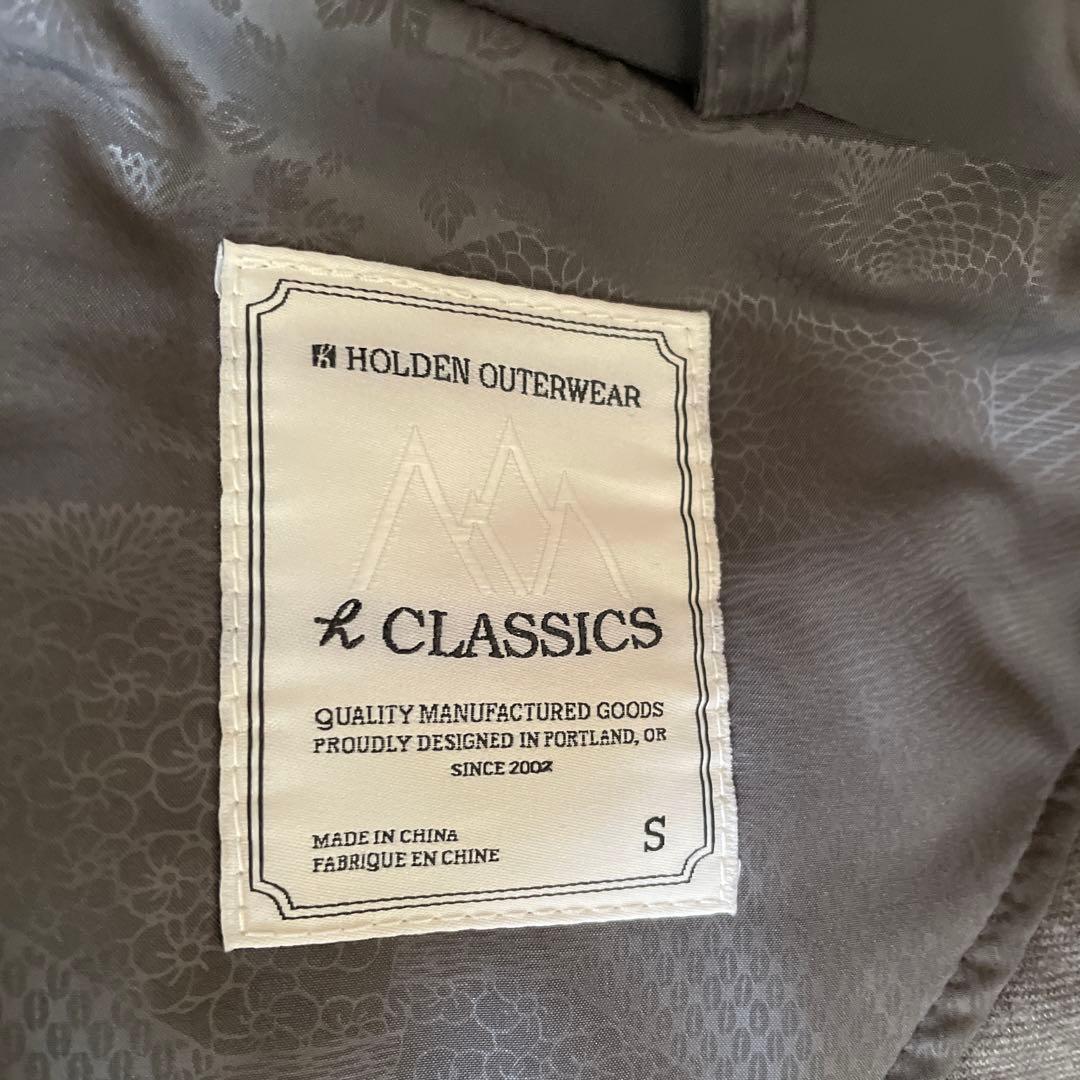 HOLDEN OUTERWEAR
h CLASSICS
QUALITY MANUFACTURED GOODS
PROUDLY DESIGNED IN PORTLAND, OR
SINCE 2002
MADE IN CHINA
FABRIQUE EN CHINE
S